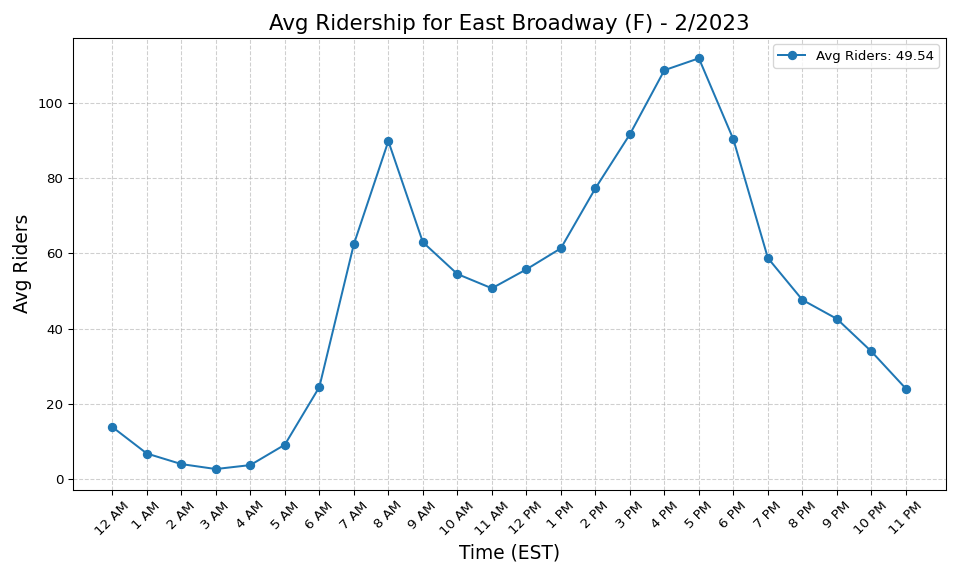 Avg Ridership for East Broadway (F) - 2/2023
Avg Riders: 49.54
Avg Riders
100
80
60
40
20
0
12 AM
1 AM
2 AM
3 AM
4 AM
5 AM
6 AM
7 AM
8 AM
9 AM
10 AM
11 AM
12 PM
1 PM
2 PM
3 PM
4 PM
5 PM
6 PM
7 PM
8 PM
9 PM
10 PM
11 PM
Time (EST)